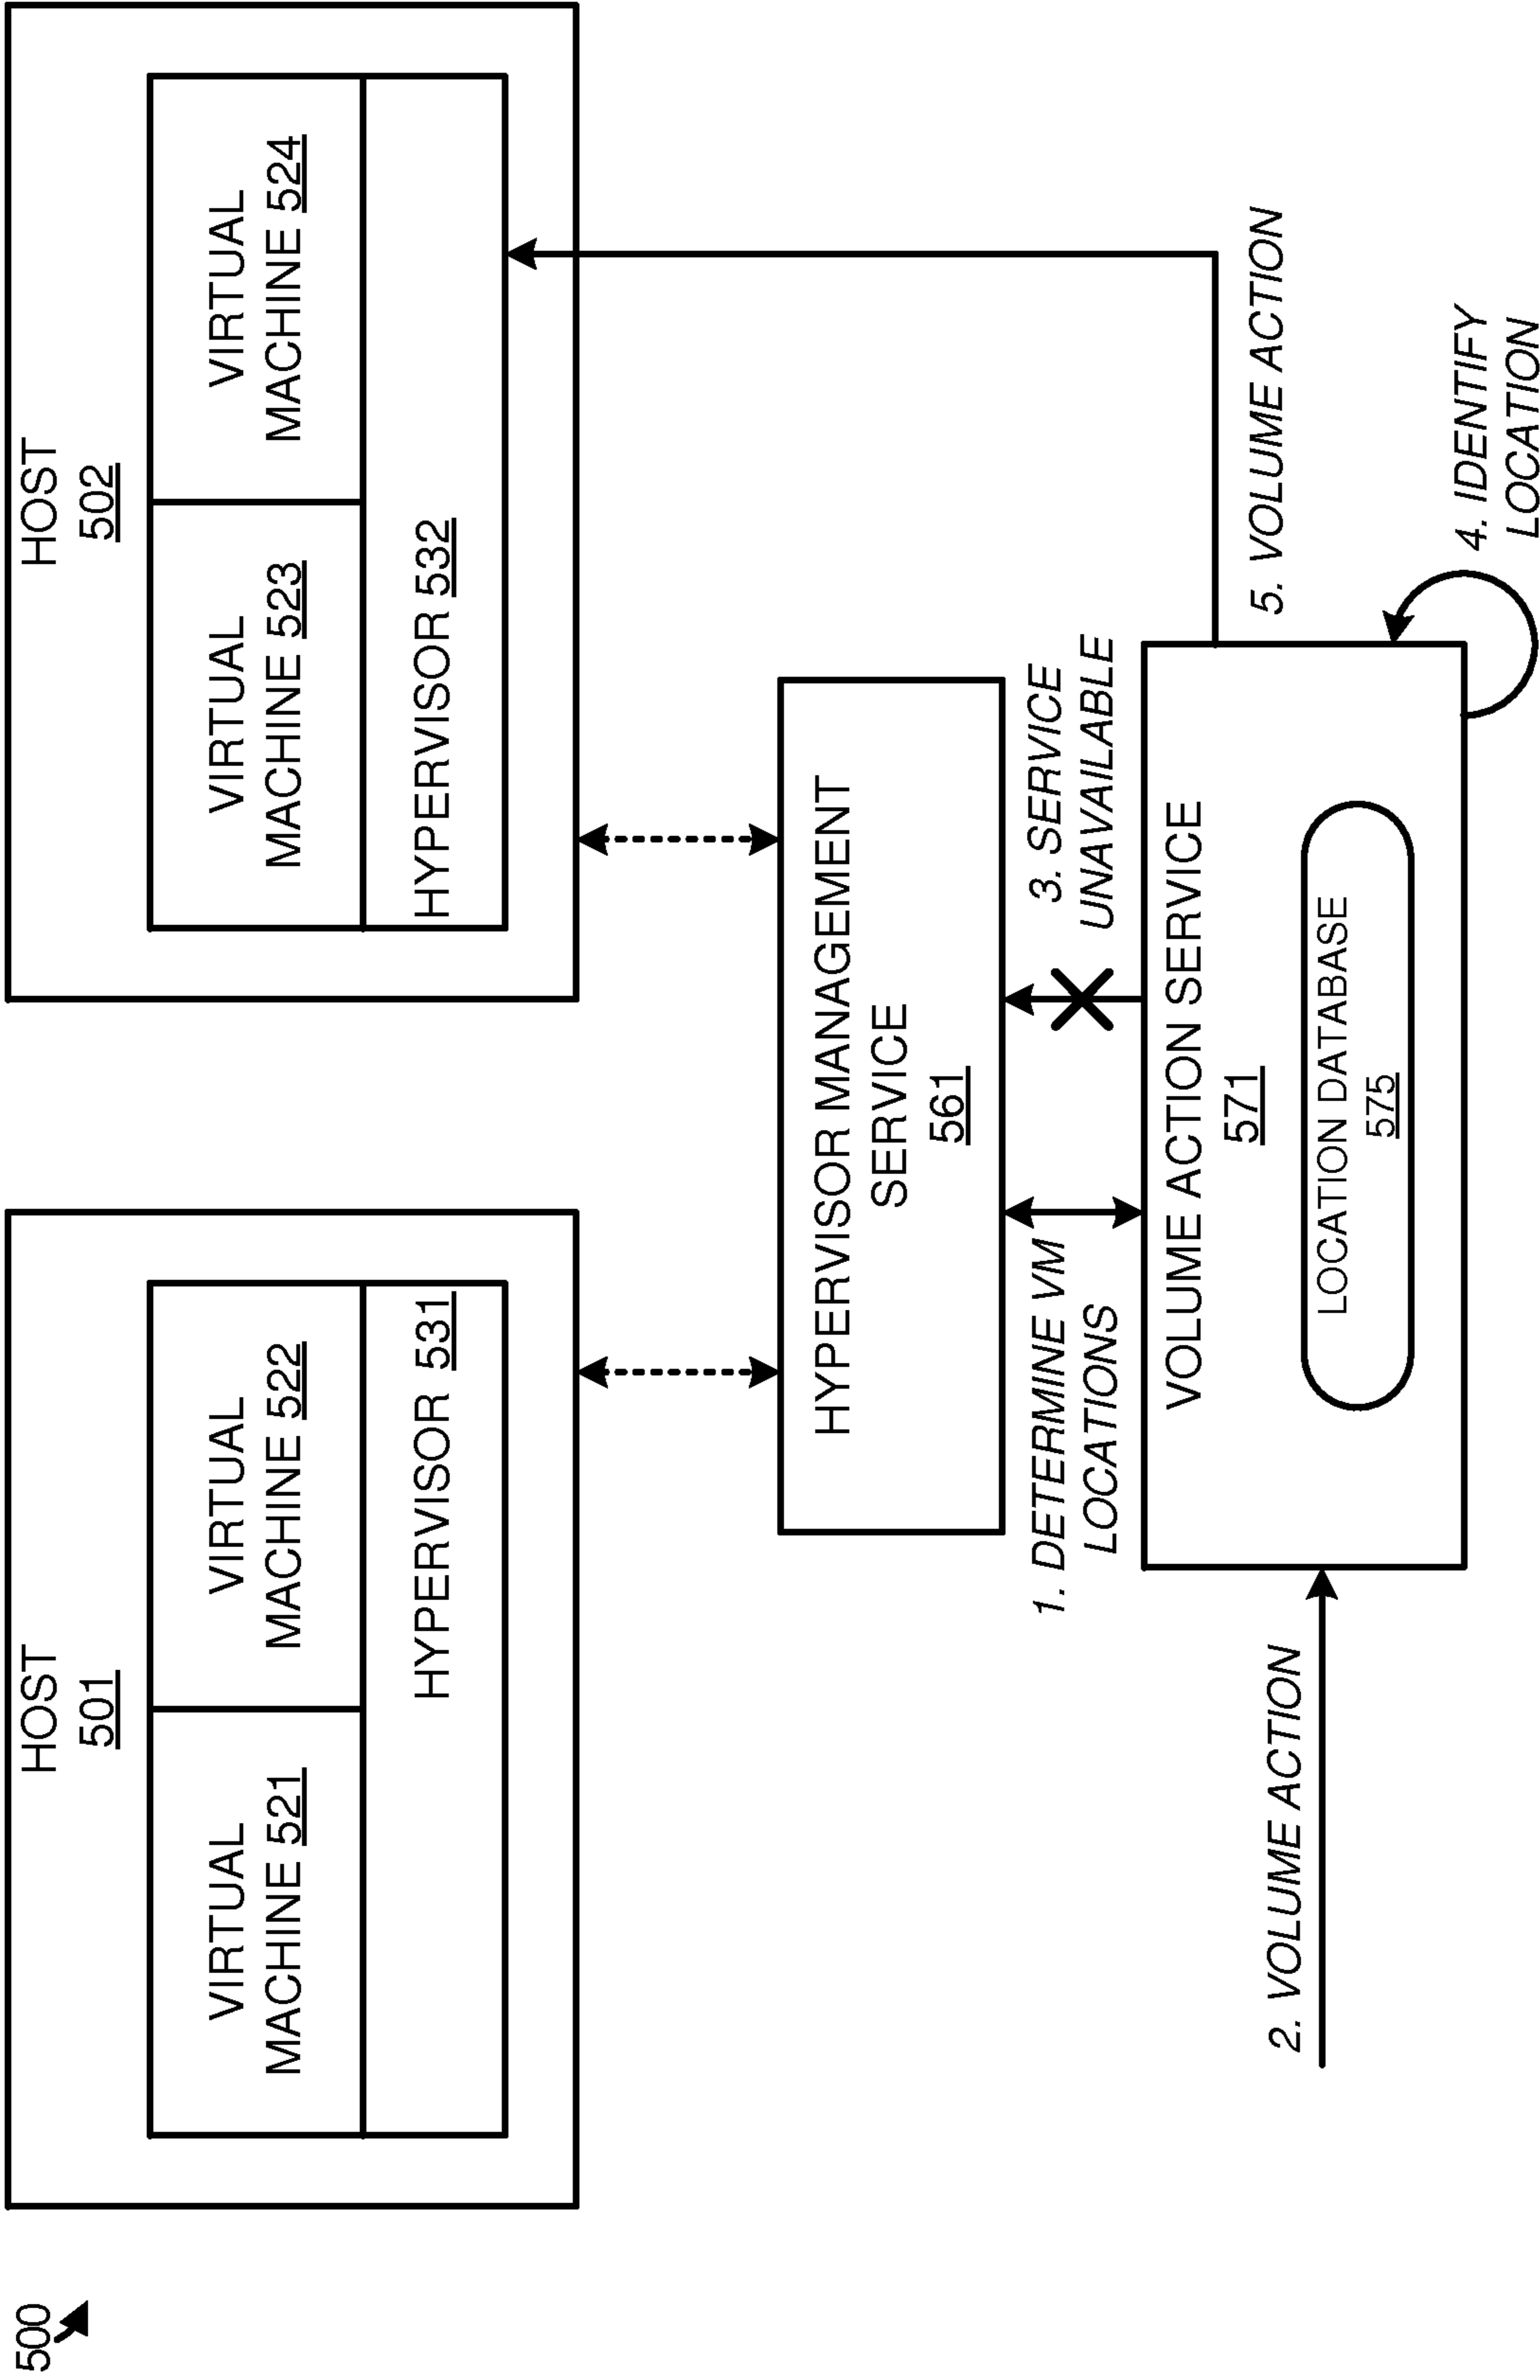 500
HOST
501
VIRTUAL
MACHINE 521
VIRTUAL
MACHINE 522
HYPERVISOR 531
HOST
502
VIRTUAL
MACHINE 523
VIRTUAL
MACHINE 524
HYPERVISOR 532
HYPERVISOR MANAGEMENT
SERVICE
561
1. DETERMINE VM
LOCATIONS
3. SERVICE
UNAVAILABLE
2. VOLUME ACTION
VOLUME ACTION SERVICE
571
LOCATION DATABASE
575
5. VOLUME ACTION
4. IDENTIFY
LOCATION